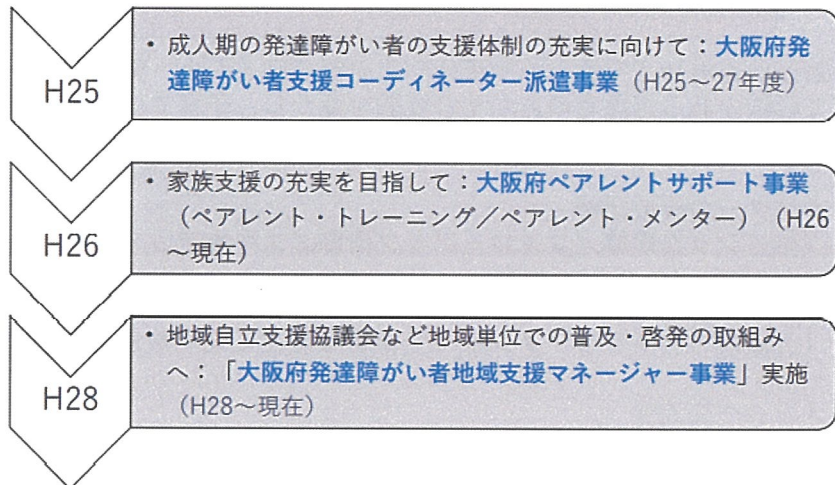 H25
・ 成人期の発達障がい者の支援体制の充実に向けて：大阪府発
達障がい者支援コーディネーター派遣事業（H25～27年度）
H26
・ 家族支援の充実を目指して：大阪府ペアレントサポート事業
（ペアレント・トレーニング／ペアレント・メンター）（H26
～現在）
H28
・ 地域自立支援協議会など地域単位での普及・啓発の取組み
へ：「大阪府発達障がい者地域支援マネージャー事業」実施
（H28～現在）